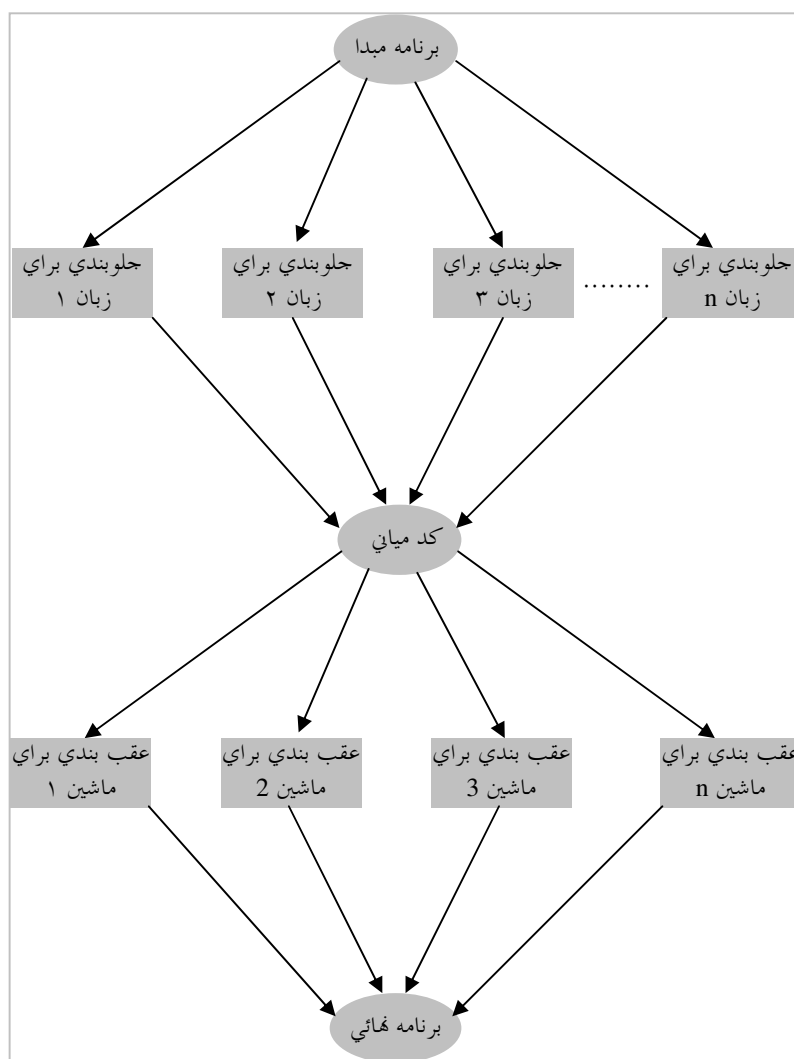 برنامه مبدا
جلوبندي براي
زبان ۱
جلوبندي براي
زبان ۲
جلوبندي براي
زبان ۳
........
جلوبندي براي
زبان n
كد مياني
عقب بندي براي
ماشين ۱
عقب بندي براي
ماشين 2
عقب بندي براي
ماشين 3
عقب بندي براي
ماشين n
برنامه نهائي